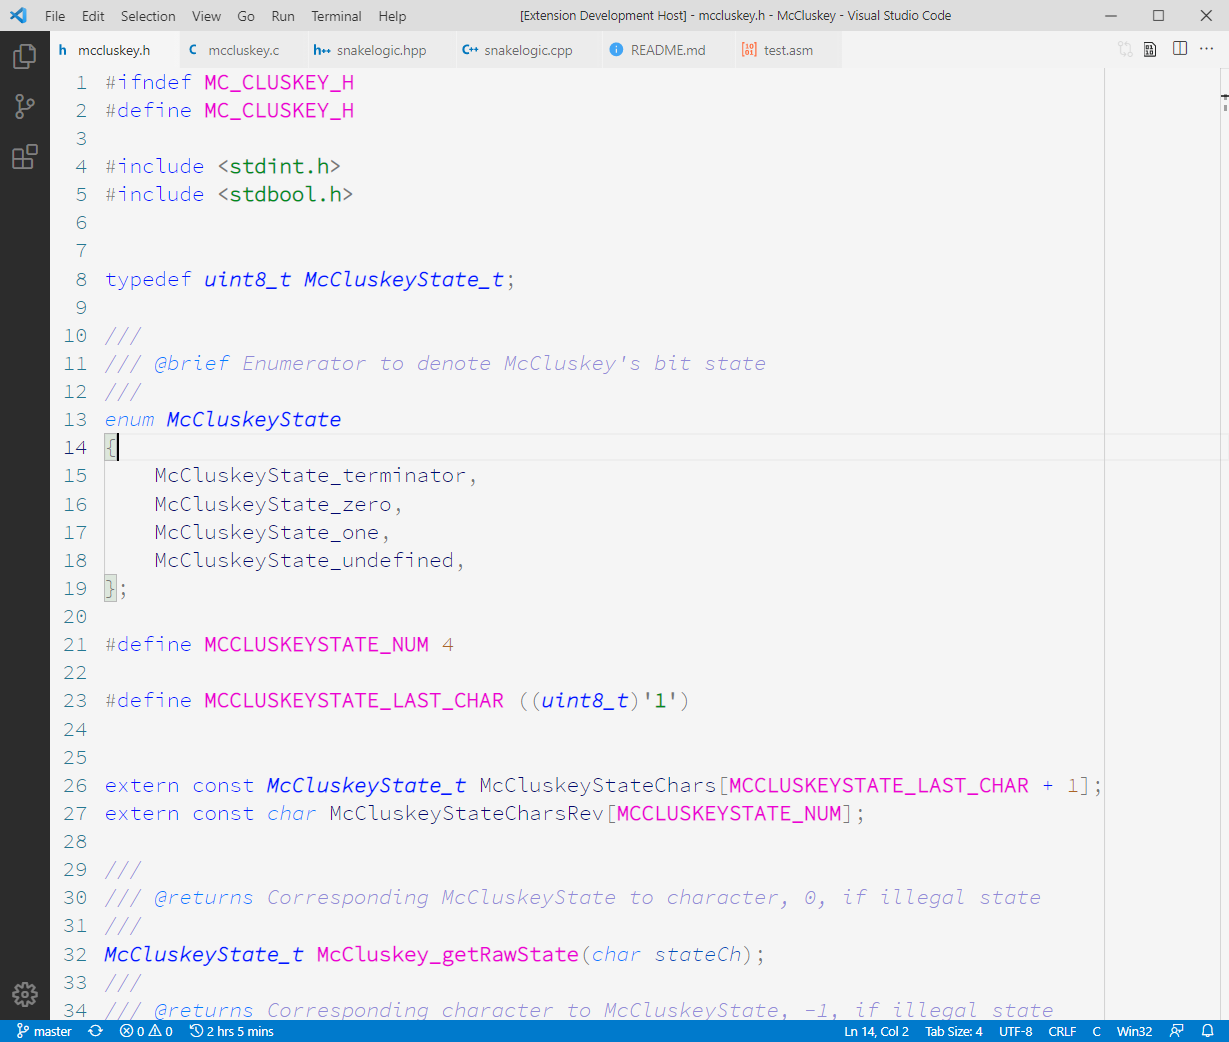 File Edit Selection View Go Run Terminal Help [Extension Development Host] - mccluskey.h - McCluskey - Visual Studio Code
h mccluskey.h C mccluskey.c h++ snakelogic.hpp C++ snakelogic.cpp README.md test.asm
1 #ifndef MC_CLUSKEY_H
2 #define MC_CLUSKEY_H
3
4 #include <stdint.h>
5 #include <stdbool.h>
6
7
8 typedef uint8_t McCluskeyState_t;
9
10 ///
11 /// @brief Enumerator to denote McCluskey's bit state
12 ///
13 enum McCluskeyState
14 {
15 McCluskeyState_terminator,
16 McCluskeyState_zero,
17 McCluskeyState_one,
18 McCluskeyState_undefined,
19 };
20
21 #define MCCLUSKEYSTATE_NUM 4
22
23 #define MCCLUSKEYSTATE_LAST_CHAR ((uint8_t)'1')
24
25
26 extern const McCluskeyState_t McCluskeyStateChars[MCCLUSKEYSTATE_LAST_CHAR + 1];
27 extern const char McCluskeyStateCharsRev[MCCLUSKEYSTATE_NUM];
28
29 ///
30 /// @returns Corresponding McCluskeyState to character, 0, if illegal state
31 ///
32 McCluskeyState_t McCluskey_getRawState(char stateCh);
33 ///
34 /// @returns Corresponding character to McCluskeyState, -1, if illegal state
master 0 0 2 hrs 5 mins Ln 14, Col 2 Tab Size: 4 UTF-8 CRLF C Win32